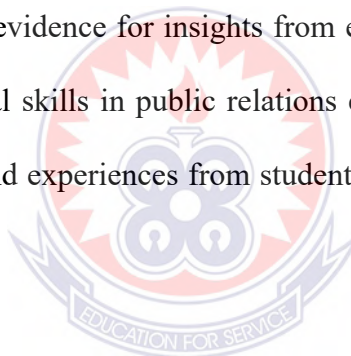 evidence for insights from e
l skills in public relations
d experiences from student
EDUCATION FOR SERVICE